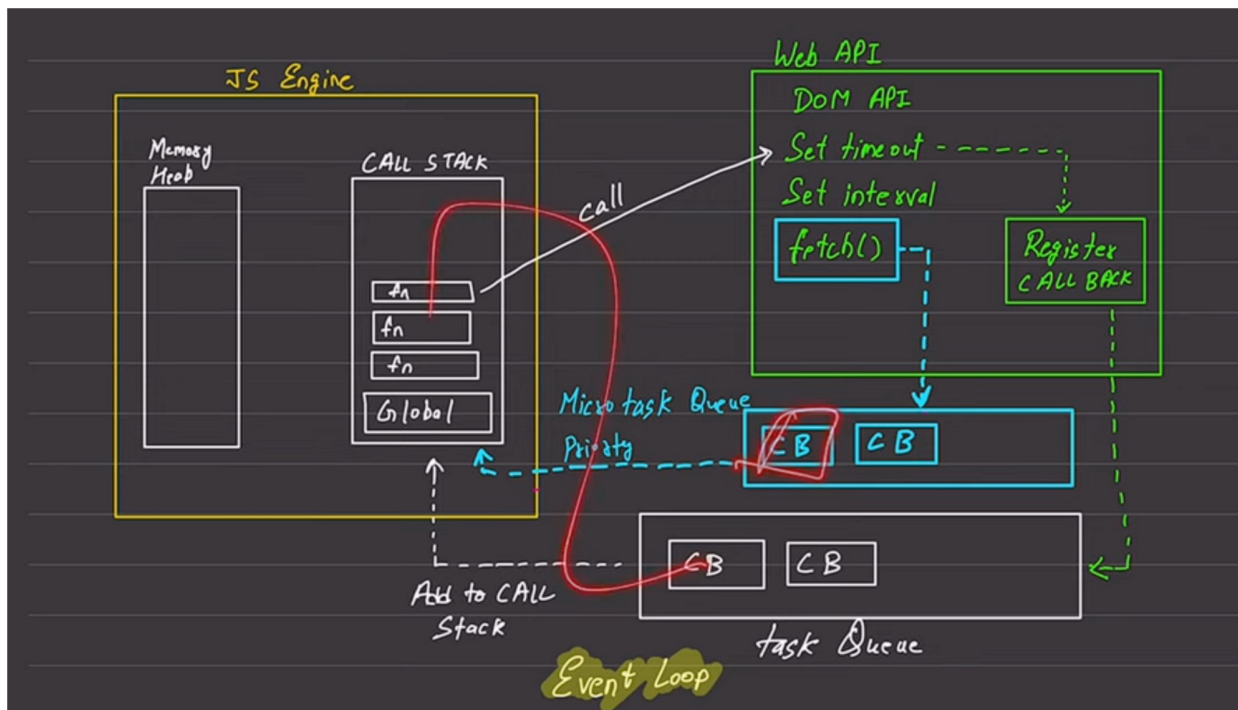 JS Engine
Memory
Heap
CALL STACK
fn
fn
fn
Global
call
Web API
DOM API
Set timeout
Set interval
fetch()
Register
CALL BACK
Micro task Queue
Priority
CB
CB
CB
CB
Add to CALL
Stack
task Queue
Event Loop